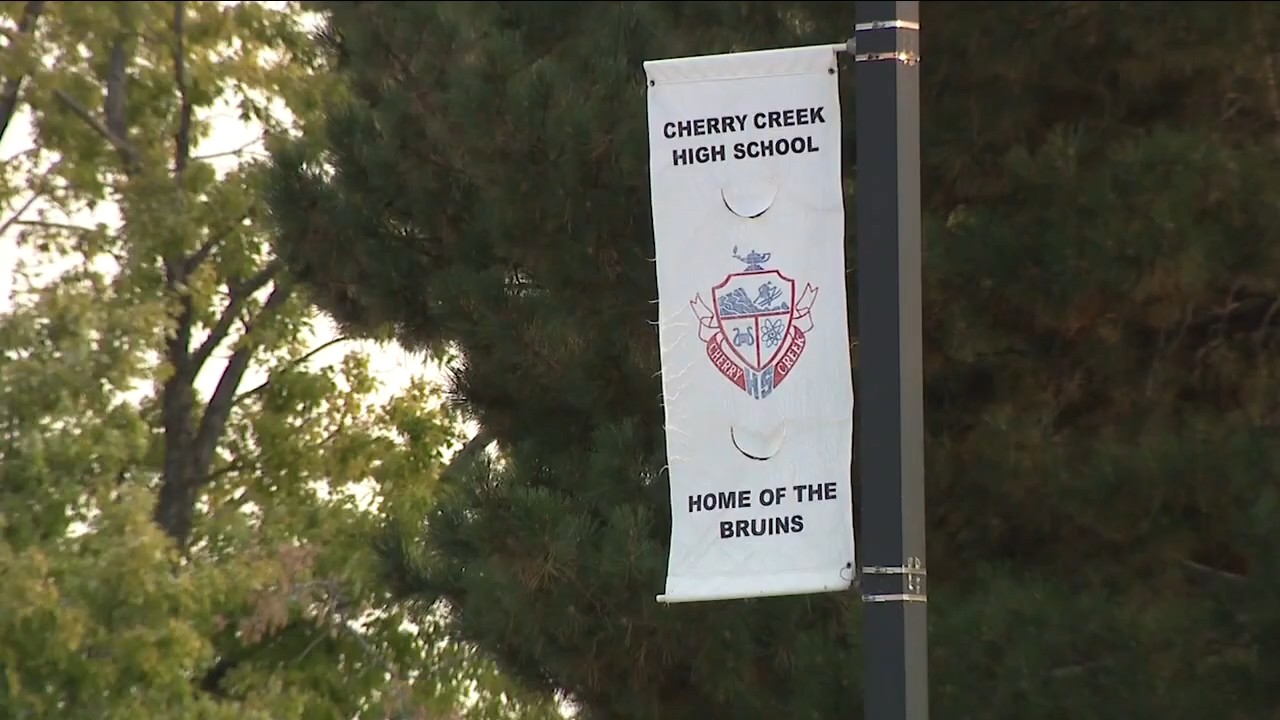 CHERRY CREEK
HIGH SCHOOL
CHERRY HS CREEK
HOME OF THE
BRUINS